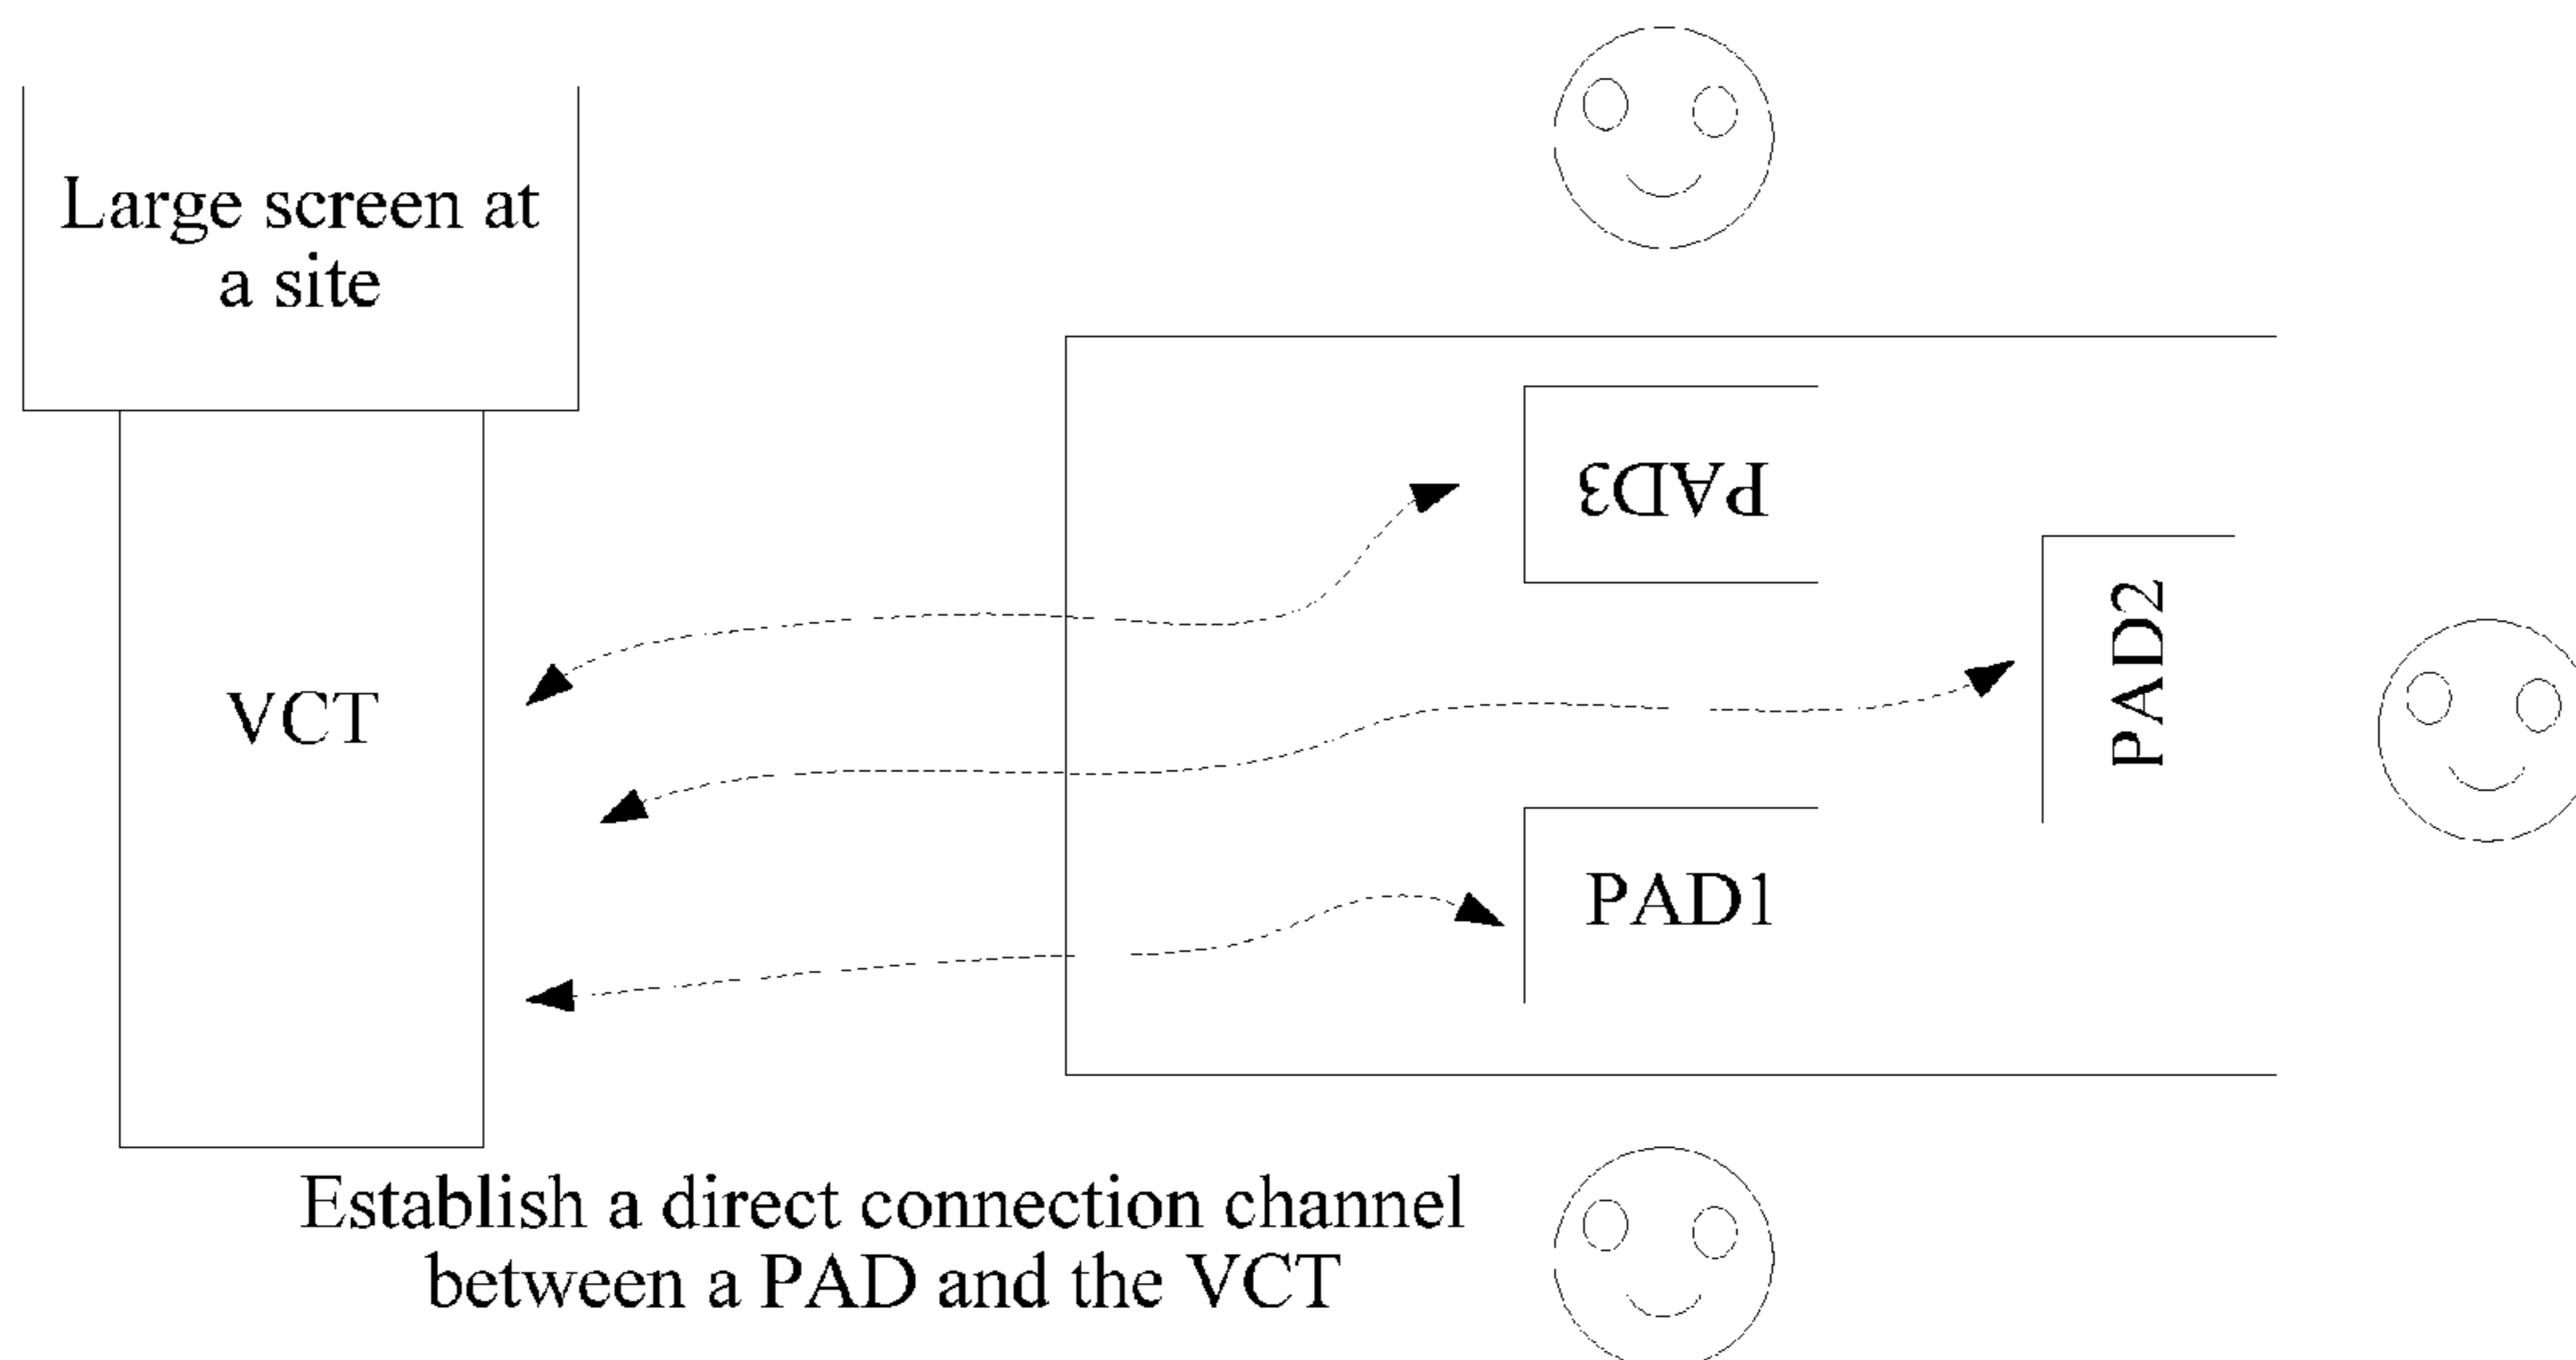 Large screen at
a site
PAD3
PAD2
VCT
PAD1
Establish a direct connection channel
between a PAD and the VCT